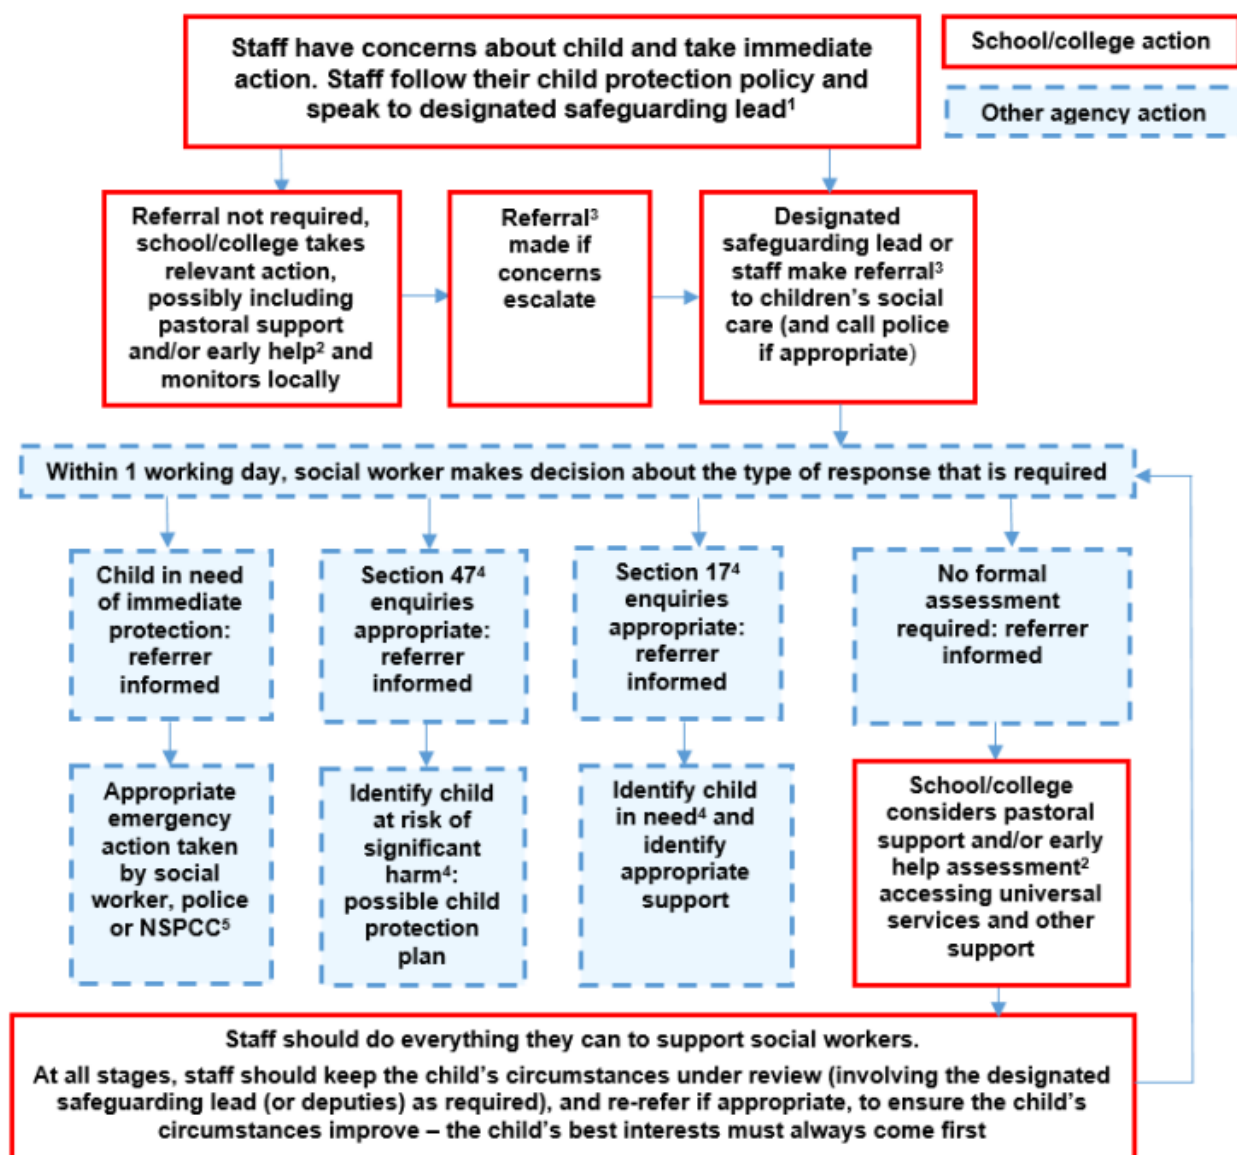 Staff have concerns about child and take immediate
action. Staff follow their child protection policy and
speak to designated safeguarding lead¹
School/college action
Other agency action
Referral not required,
school/college takes
relevant action,
possibly including
pastoral support
and/or early help² and
monitors locally
Referral³
made if
concerns
escalate
Designated
safeguarding lead or
staff make referral³
to children's social
care (and call police
if appropriate)
Within 1 working day, social worker makes decision about the type of response that is required
Child in need
of immediate
protection:
referrer
informed
Section 47⁴
enquiries
appropriate:
referrer
informed
Section 17⁴
enquiries
appropriate:
referrer
informed
No formal
assessment
required: referrer
informed
Appropriate
emergency
action taken
by social
worker, police
or NSPCC⁵
Identify child
at risk of
significant
harm⁴:
possible child
protection
plan
Identify child
in need⁴ and
identify
appropriate
support
School/college
considers pastoral
support and/or early
help assessment²
accessing universal
services and other
support
Staff should do everything they can to support social workers.
At all stages, staff should keep the child's circumstances under review (involving the designated
safeguarding lead (or deputies) as required), and re-refer if appropriate, to ensure the child's
circumstances improve – the child's best interests must always come first